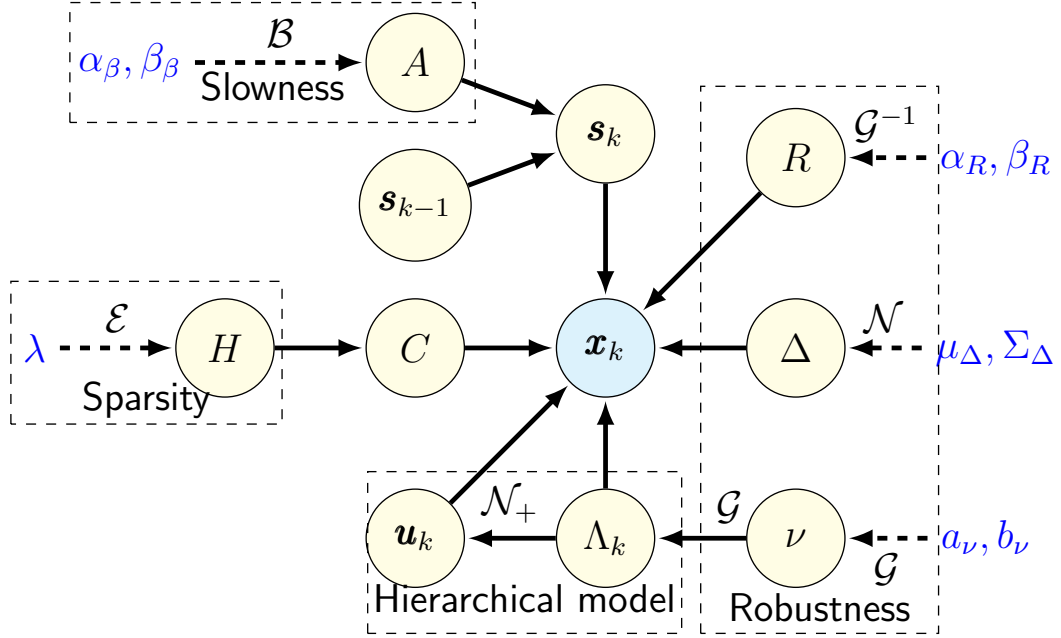 α_β, β_β
ℬ
Slowness
A
s_k
s_{k−1}
R
𝒢^{−1}
α_R, β_R
λ
ℰ
H
Sparsity
C
x_k
Δ
𝒩
μ_Δ, Σ_Δ
u_k
𝒩_+
Λ_k
𝒢
ν
𝒢
a_ν, b_ν
Hierarchical model
Robustness